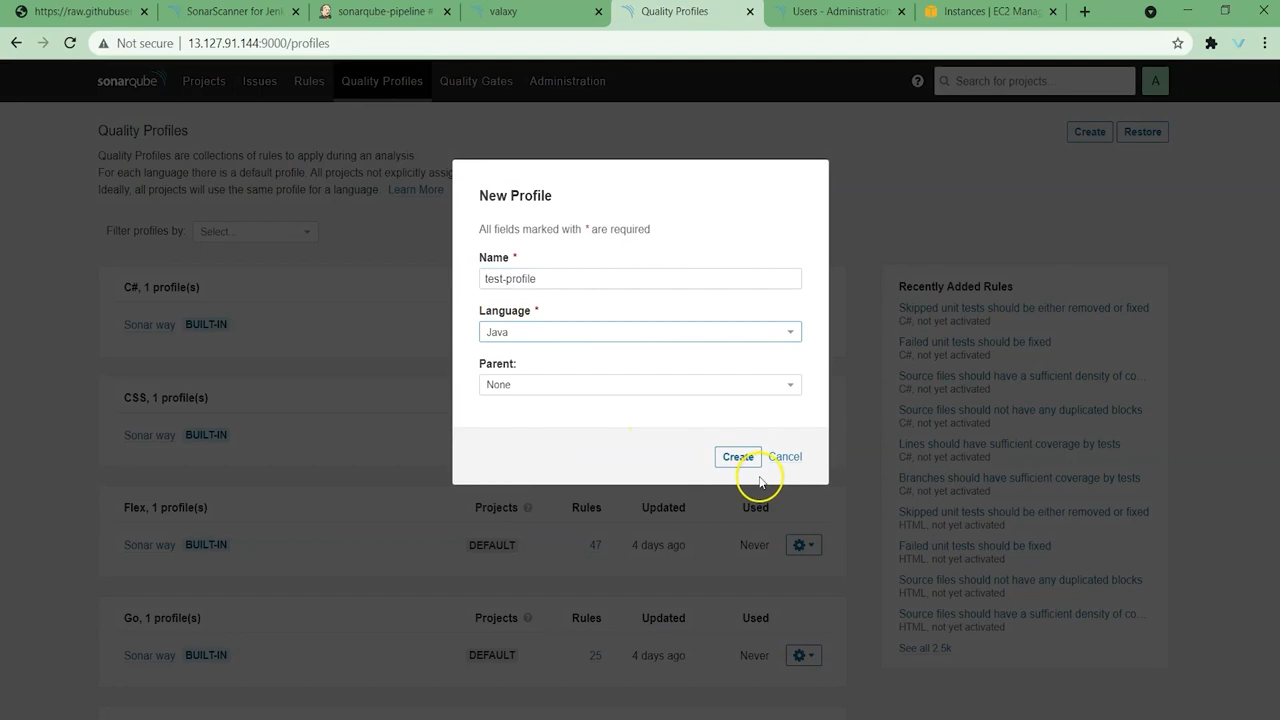 https://raw.githubuser
SonarScanner for Jenk
sonarqube-pipeline #
valaxy
Quality Profiles
Users - Administration
Instances | EC2 Manag
Not secure
13.127.91.144:9000/profiles
sonarqube
Projects
Issues
Rules
Quality Profiles
Quality Gates
Administration
Search for projects...
A
Quality Profiles
Create
Restore
Quality Profiles are collections of rules to apply during an analysis
For each language there is a default profile. All projects not explicitly assig
Ideally, all projects will use the same profile for a language. Learn More
Filter profiles by:
Select...
New Profile
All fields marked with * are required
Name *
test-profile
Language *
Java
Parent:
None
Create
Cancel
C#, 1 profile(s)
Sonar way BUILT-IN
CSS, 1 profile(s)
Sonar way BUILT-IN
Flex, 1 profile(s) Projects Rules Updated Used
Sonar way BUILT-IN DEFAULT 47 4 days ago Never
Go, 1 profile(s) Projects Rules Updated Used
Sonar way BUILT-IN DEFAULT 25 4 days ago Never
Recently Added Rules
Skipped unit tests should be either removed or fixed
C#, not yet activated
Failed unit tests should be fixed
C#, not yet activated
Source files should have a sufficient density of co...
C#, not yet activated
Source files should not have any duplicated blocks
C#, not yet activated
Lines should have sufficient coverage by tests
C#, not yet activated
Branches should have sufficient coverage by tests
C#, not yet activated
Skipped unit tests should be either removed or fixed
HTML, not yet activated
Failed unit tests should be fixed
HTML, not yet activated
Source files should not have any duplicated blocks
HTML, not yet activated
Source files should have a sufficient density of co...
HTML, not yet activated
See all 2.5k